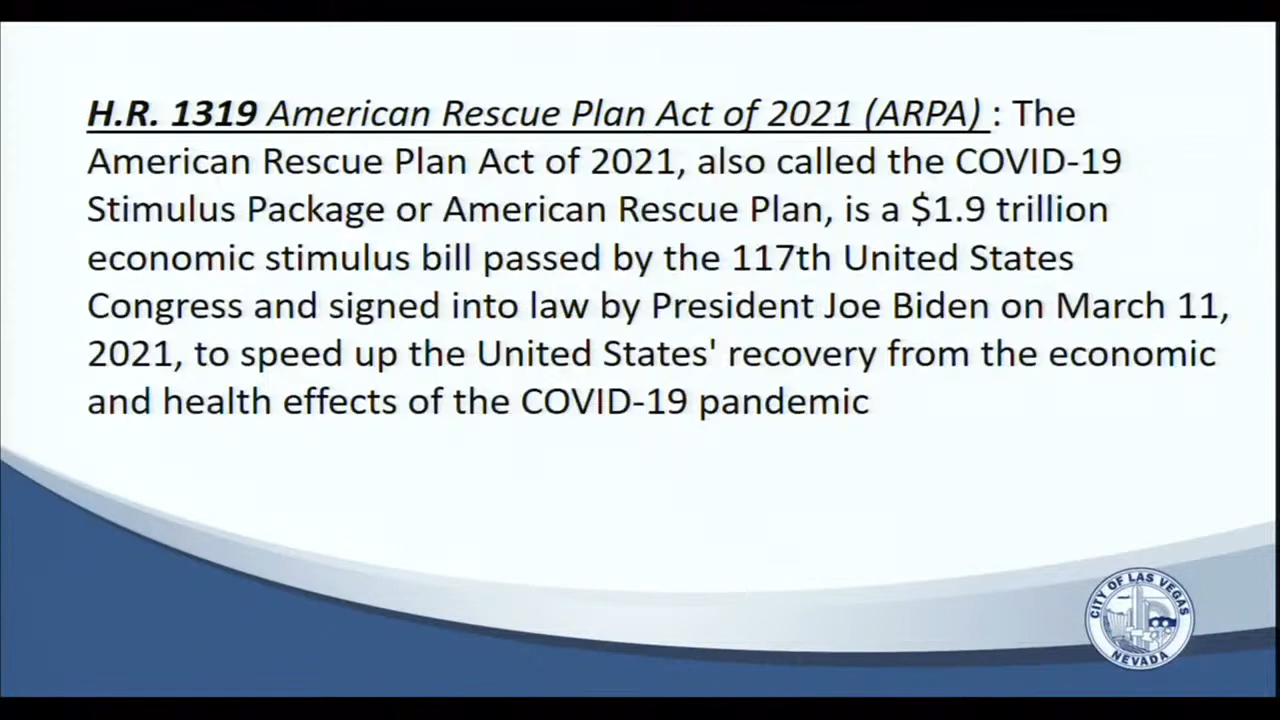 H.R. 1319 American Rescue Plan Act of 2021 (ARPA) : The
American Rescue Plan Act of 2021, also called the COVID-19
Stimulus Package or American Rescue Plan, is a $1.9 trillion
economic stimulus bill passed by the 117th United States
Congress and signed into law by President Joe Biden on March 11,
2021, to speed up the United States' recovery from the economic
and health effects of the COVID-19 pandemic
CITY OF LAS VEGAS
NEVADA